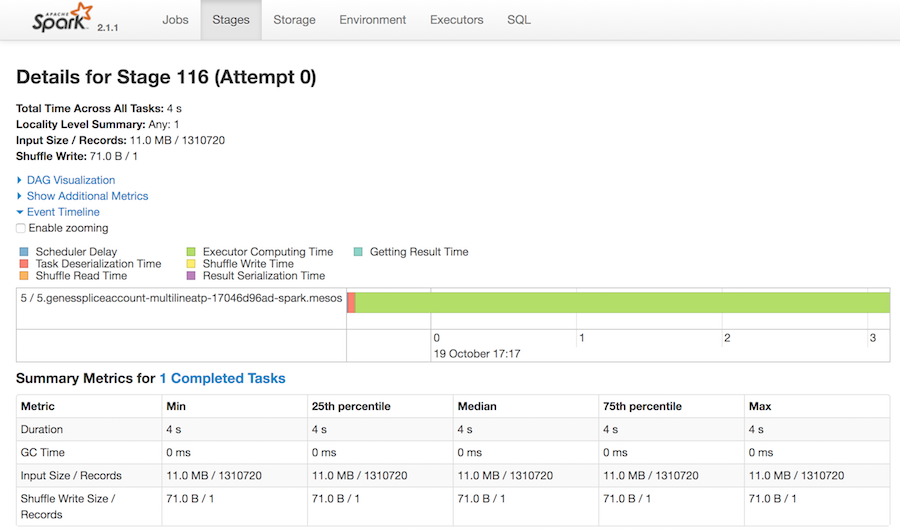 APACHE Spark 2.1.1 Jobs Stages Storage Environment Executors SQL
Details for Stage 116 (Attempt 0)
Total Time Across All Tasks: 4 s
Locality Level Summary: Any: 1
Input Size / Records: 11.0 MB / 1310720
Shuffle Write: 71.0 B / 1
DAG Visualization
Show Additional Metrics
Event Timeline
Enable zooming
Scheduler Delay Executor Computing Time Getting Result Time
Task Deserialization Time Shuffle Write Time
Shuffle Read Time Result Serialization Time
5 / 5.genesspliceaccount-multilineatp-17046d96ad-spark.mesos
0 1 2 3
19 October 17:17
Summary Metrics for 1 Completed Tasks
Metric Min 25th percentile Median 75th percentile Max
Duration 4 s 4 s 4 s 4 s 4 s
GC Time 0 ms 0 ms 0 ms 0 ms 0 ms
Input Size / Records 11.0 MB / 1310720 11.0 MB / 1310720 11.0 MB / 1310720 11.0 MB / 1310720 11.0 MB / 1310720
Shuffle Write Size / 71.0 B / 1 71.0 B / 1 71.0 B / 1 71.0 B / 1 71.0 B / 1
Records